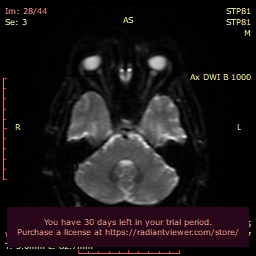 Im: 28/44
Se: 3
AS
STP81
STP81
M
Ax DWI B 1000
R
L
You have 30 days left in your trial period.
Purchase a license at https://radiantviewer.com/store/